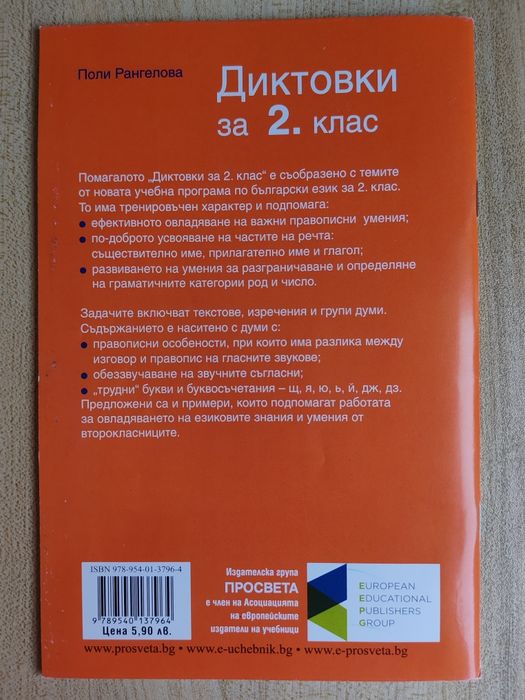 Поли Рангелова
Диктовки
за 2. клас
Помагалото „Диктовки за 2. клас" е съобразено с темите
от новата учебна програма по български език за 2. клас.
То има тренировъчен характер и подпомага:
● ефективното овладяване на важни правописни умения;
● по-доброто усвояване на частите на речта:
съществително име, прилагателно име и глагол;
● развиването на умения за разграничаване и определяне
на граматичните категории род и число.
Задачите включват текстове, изречения и групи думи.
Съдържанието е наситено с думи с:
● правописни особености, при които има разлика между
изговор и правопис на гласните звукове;
● обеззвучаване на звучните съгласни;
● „трудни" букви и буквосъчетания – щ, я, ю, ь, й, дж, дз.
Предложени са и примери, които подпомагат работата
за овладяването на езиковите знания и умения от
второкласниците.
ISBN 978-954-01-3796-4
9 789540 137964
Цена 5,90 лв.
Издателска група
ПРОСВЕТА
е член на Асоциацията
на европейските
издатели на учебници
E EUROPEAN
E EDUCATIONAL
P PUBLISHERS
G GROUP
www.prosveta.bg • www.e-uchebnik.bg • www.e-prosveta.bg